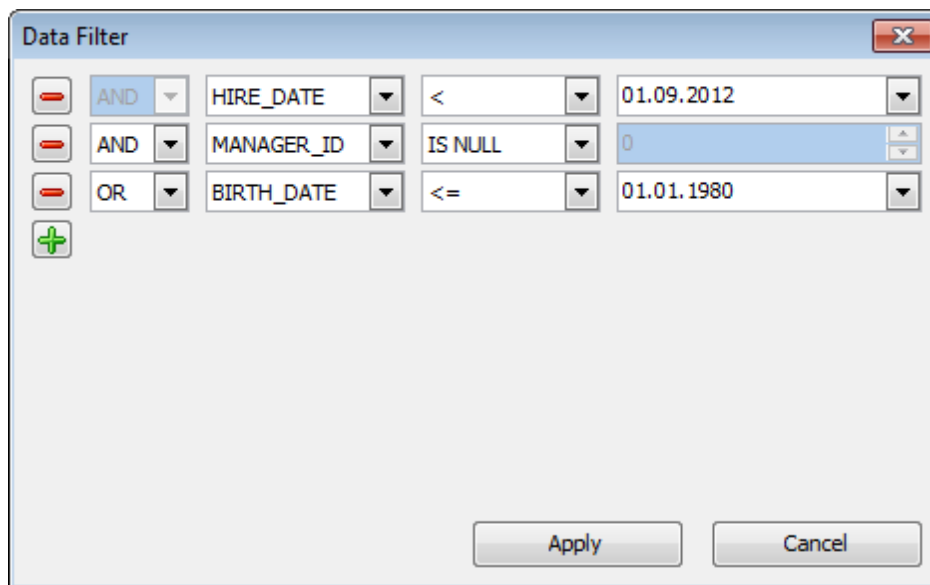 Data Filter
AND HIRE_DATE < 01.09.2012
AND MANAGER_ID IS NULL 0
OR BIRTH_DATE <= 01.01.1980
Apply Cancel